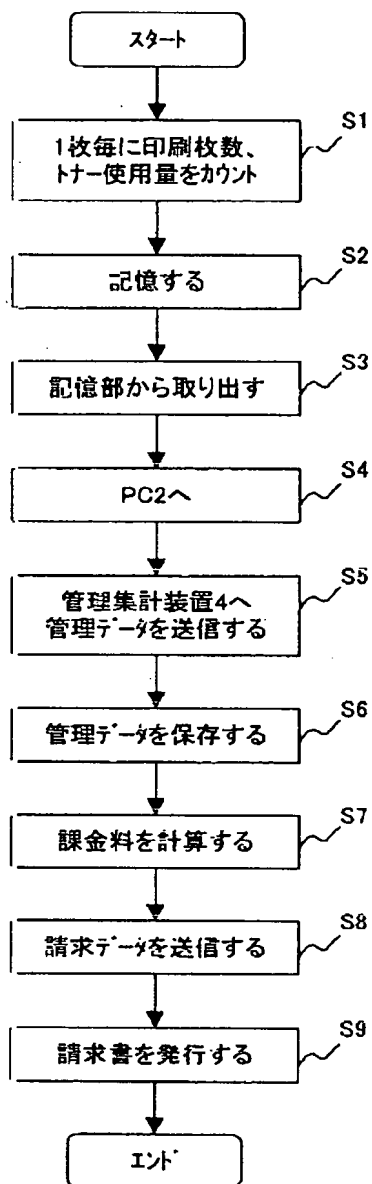 スタート
S1
1枚毎に印刷枚数、
トナー使用量をカウント
S2
記憶する
S3
記憶部から取り出す
S4
PC2へ
S5
管理集計装置4へ
管理データを送信する
S6
管理データを保存する
S7
課金料を計算する
S8
請求データを送信する
S9
請求書を発行する
エンド